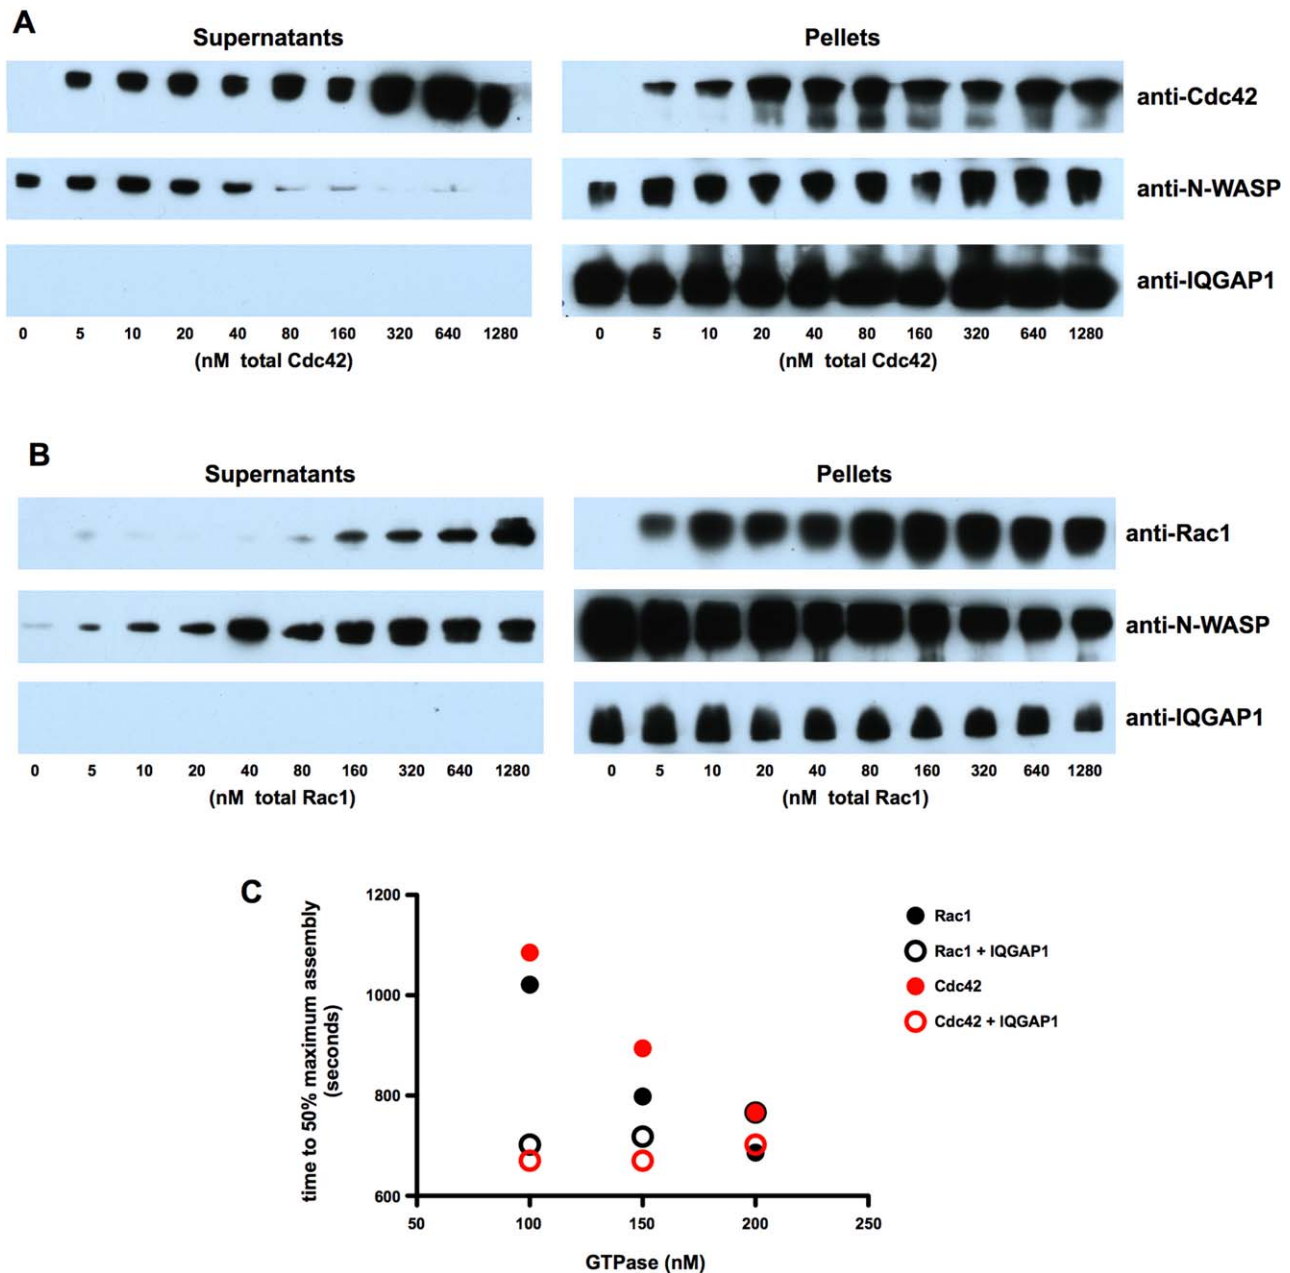 A
Supernatants
Pellets
anti-Cdc42
anti-N-WASP
anti-IQGAP1
0 5 10 20 40 80 160 320 640 1280
(nM total Cdc42)
0 5 10 20 40 80 160 320 640 1280
(nM total Cdc42)
B
Supernatants
Pellets
anti-Rac1
anti-N-WASP
anti-IQGAP1
0 5 10 20 40 80 160 320 640 1280
(nM total Rac1)
0 5 10 20 40 80 160 320 640 1280
(nM total Rac1)
C
time to 50% maximum assembly
(seconds)
1200
1000
800
600
50 100 150 200 250
GTPase (nM)
Rac1
Rac1 + IQGAP1
Cdc42
Cdc42 + IQGAP1